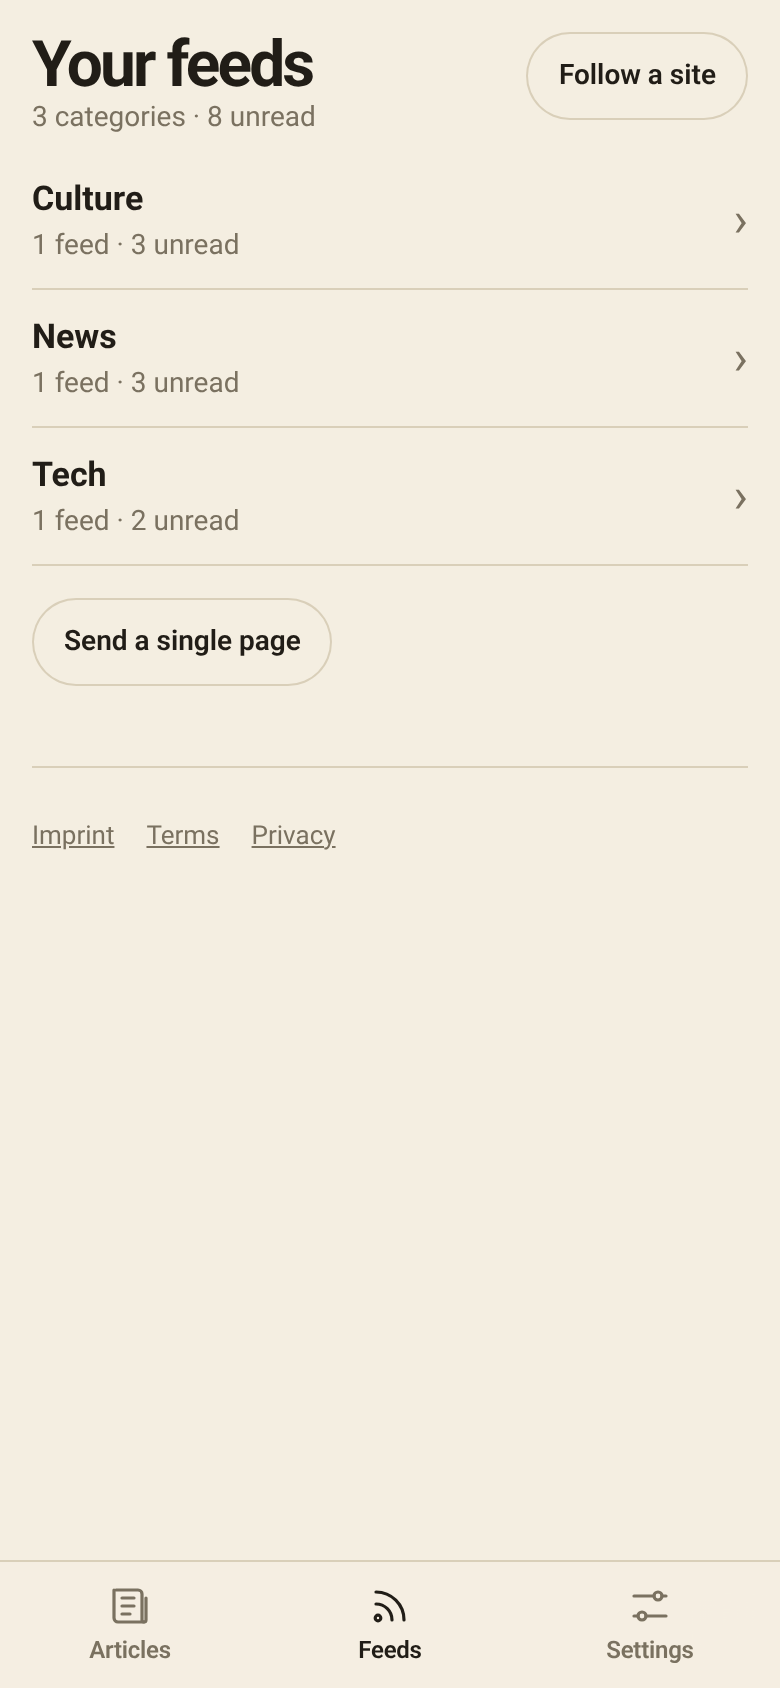 Your feeds
Follow a site
3 categories · 8 unread
Culture
1 feed · 3 unread
News
1 feed · 3 unread
Tech
1 feed · 2 unread
Send a single page
Imprint Terms Privacy
Articles Feeds Settings